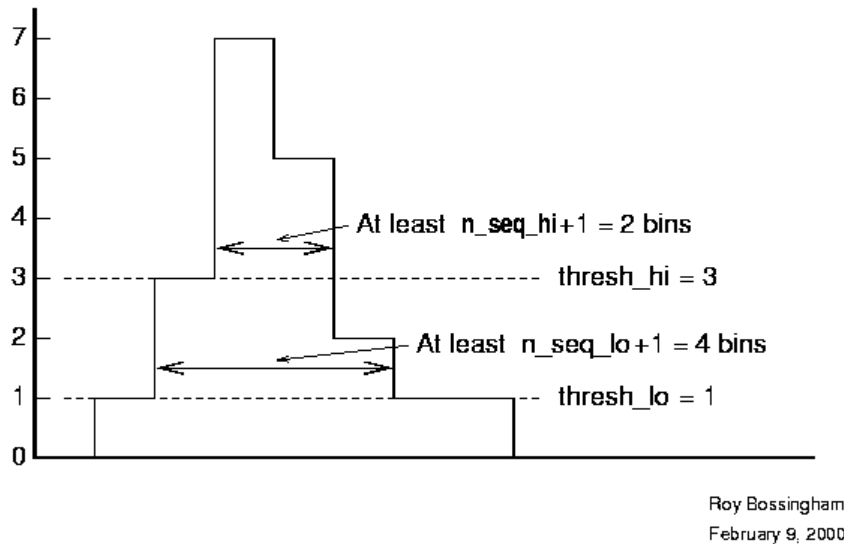 7
6
5
4
At least n_seq_hi+1 = 2 bins
3
thresh_hi = 3
2
At least n_seq_lo+1 = 4 bins
1
thresh_lo = 1
0
Roy Bossingham
February 9, 2000